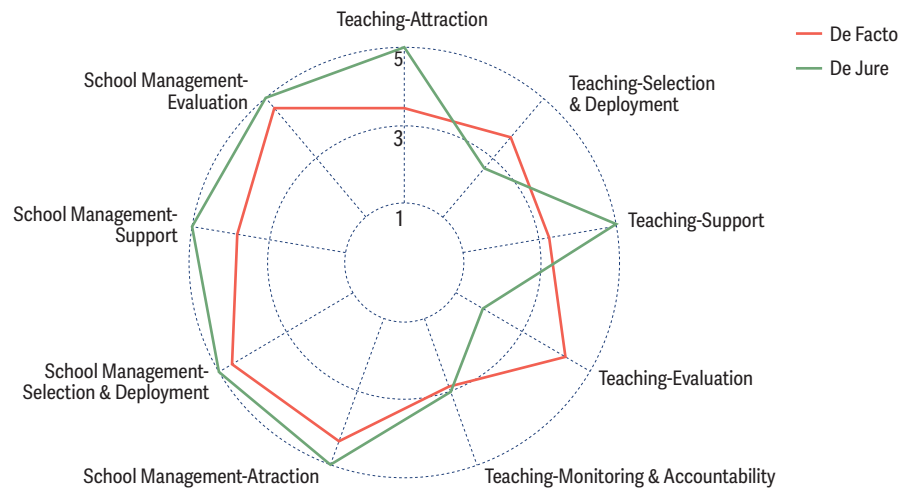 Teaching-Attraction
De Facto
De Jure
5
3
1
Teaching-Selection
& Deployment
Teaching-Support
Teaching-Evaluation
Teaching-Monitoring & Accountability
School Management-Atraction
School Management-
Selection & Deployment
School Management-
Support
School Management-
Evaluation